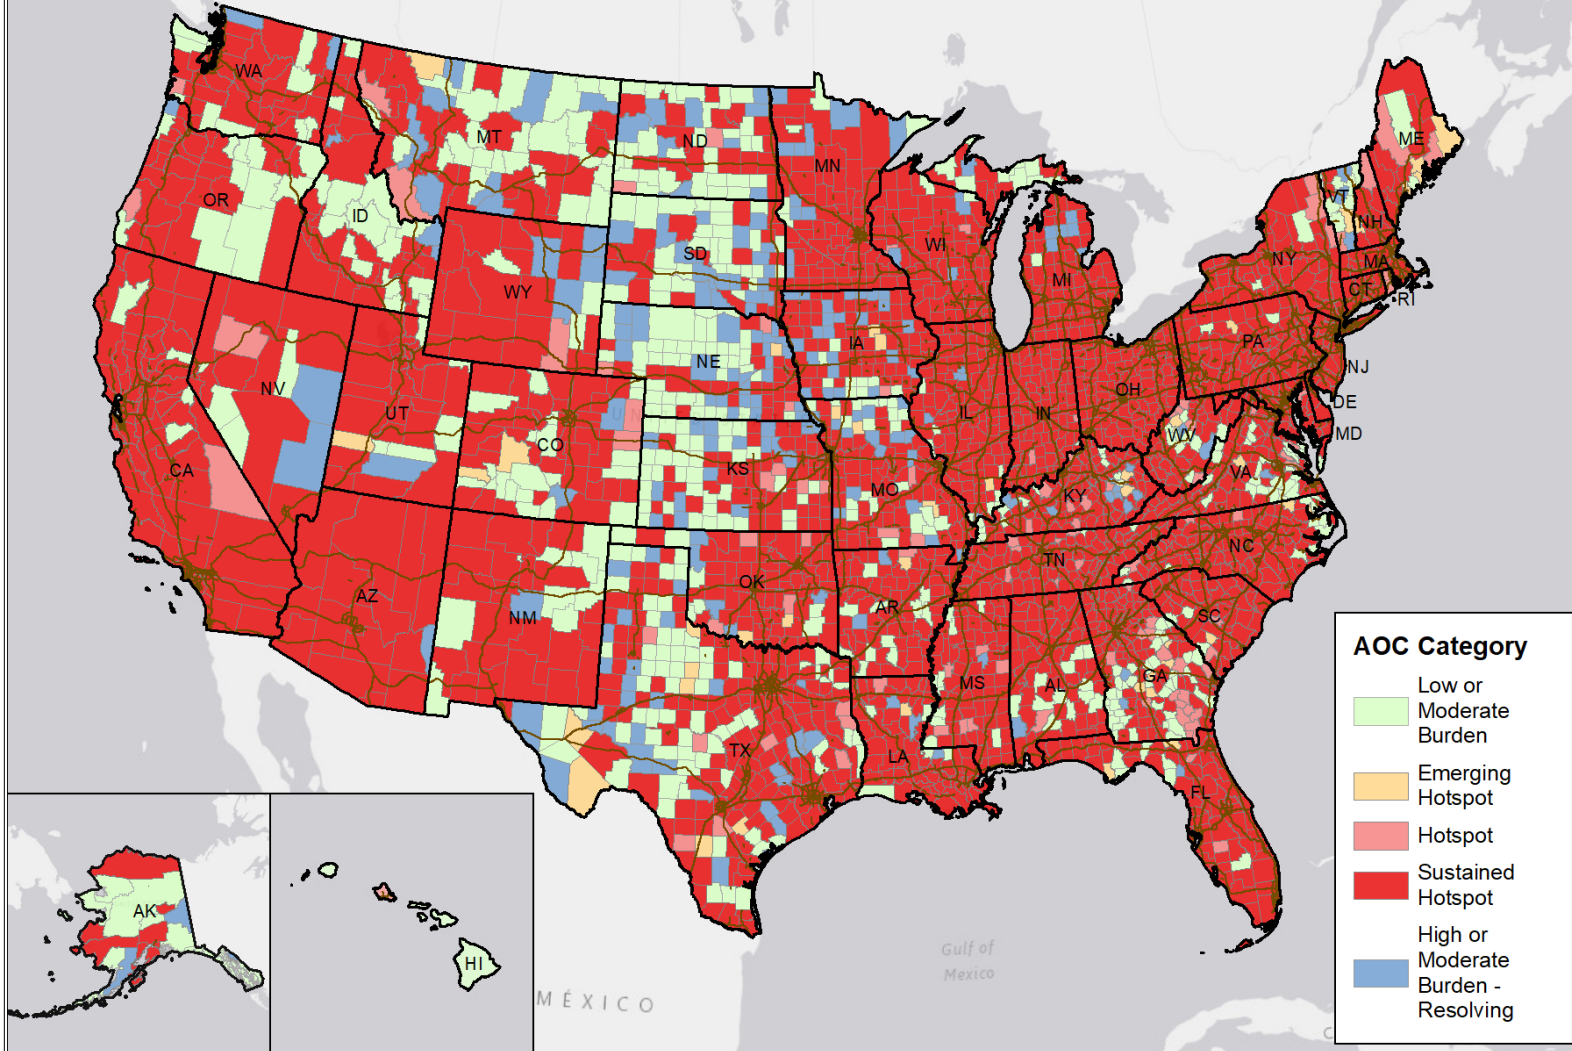 WA
MT
ND
MN
ME
OR
ID
SD
WI
MI
VT
NH
NY
MA
CT
RI
WY
NE
IA
PA
NJ
NV
UT
CO
KS
MO
IL
IN
OH
DE
MD
WV
VA
KY
CA
AZ
NM
OK
AR
TN
NC
SC
MS
AL
GA
TX
LA
FL
AK
HI
MÉXICO
Gulf of
Mexico
AOC Category
Low or
Moderate
Burden
Emerging
Hotspot
Hotspot
Sustained
Hotspot
High or
Moderate
Burden -
Resolving